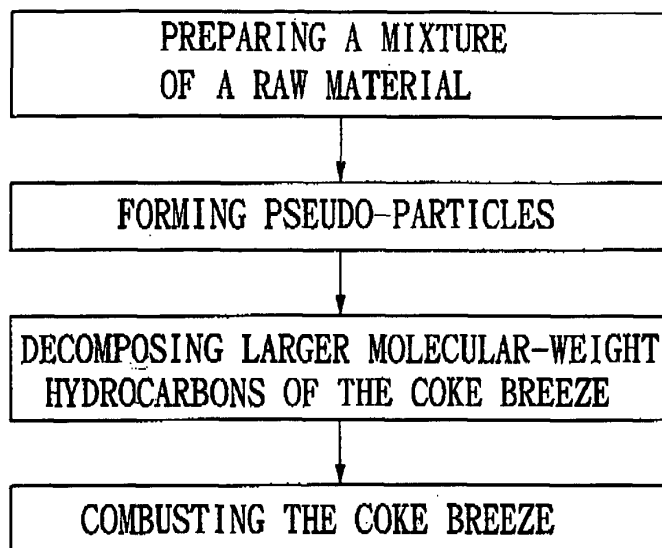 PREPARING A MIXTURE
OF A RAW MATERIAL
FORMING PSEUDO-PARTICLES
DECOMPOSING LARGER MOLECULAR-WEIGHT
HYDROCARBONS OF THE COKE BREEZE
COMBUSTING THE COKE BREEZE